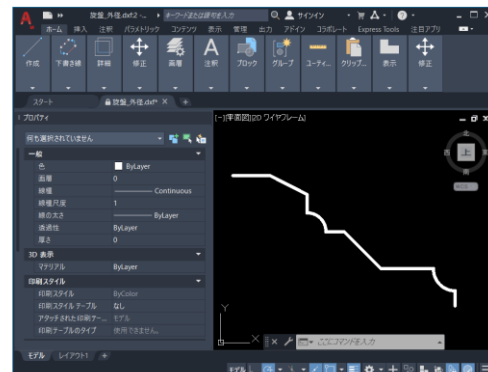 旋盤_外径.dxf2 -...
キーワードまたは語句を入力
サインイン
ホーム 挿入 注釈 パラメトリック コンテンツ 表示 管理 出力 アドイン コラボレート Express Tools 注目アプリ
作成 下書き線 詳細 修正 画層 注釈 ブロック グループ ユーティ... クリップ... 表示 修正
スタート 旋盤_外径.dxf*
プロパティ
[-][平面図][2D ワイヤフレーム]
何も選択されていません
一般
色 ByLayer
画層 0
線種 Continuous
線種尺度 1
線の太さ ByLayer
透過性 ByLayer
厚さ 0
3D 表示
マテリアル ByLayer
印刷スタイル
印刷スタイル ByColor
印刷スタイル テーブル なし
アタッチされた印刷テー... モデル
印刷テーブルのタイプ 使用できません。
上
西
南
Y
X
ここにコマンドを入力
モデル レイアウト1
モデル